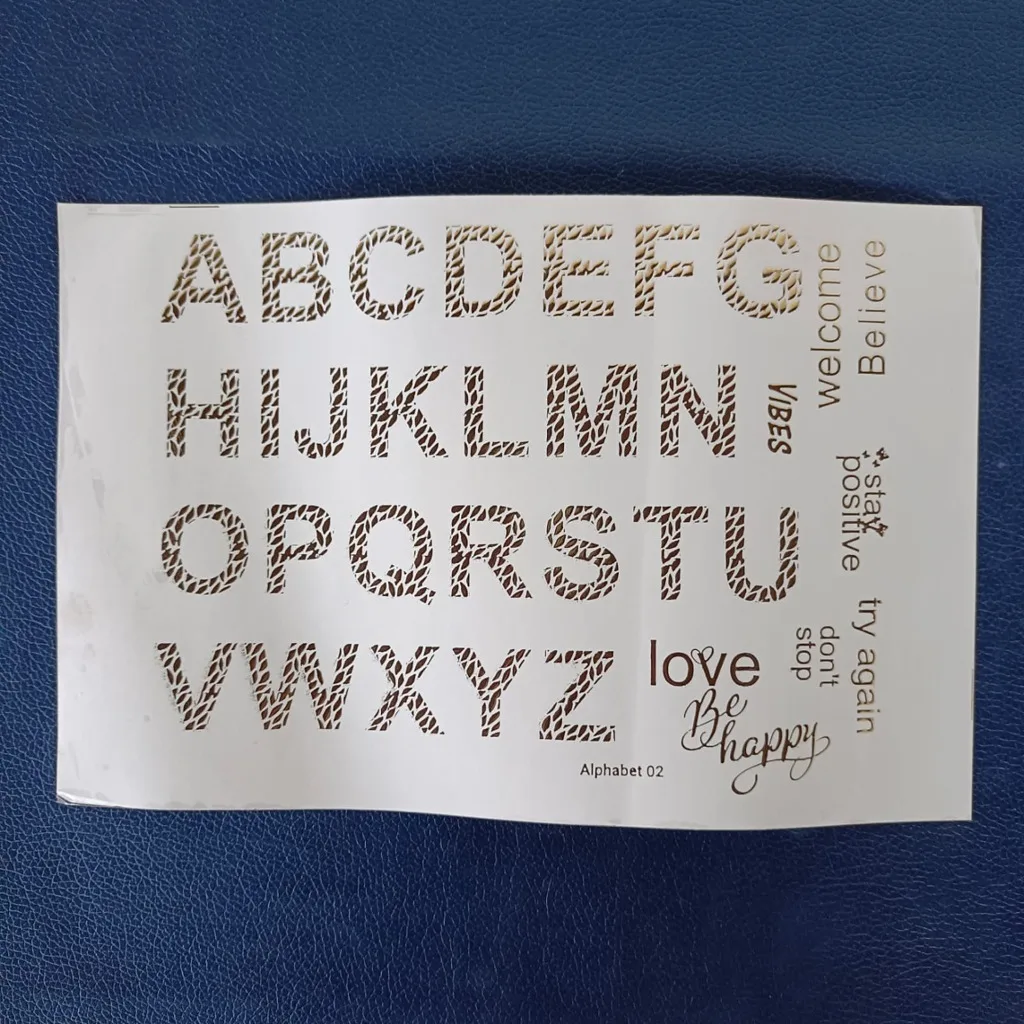 ABCDEFG
HIJKLMN
OPQRSTU
VWXYZ
welcome
Believe
VIBES
stay
positive
try again
don't
stop
love
Be
happy
Alphabet 02